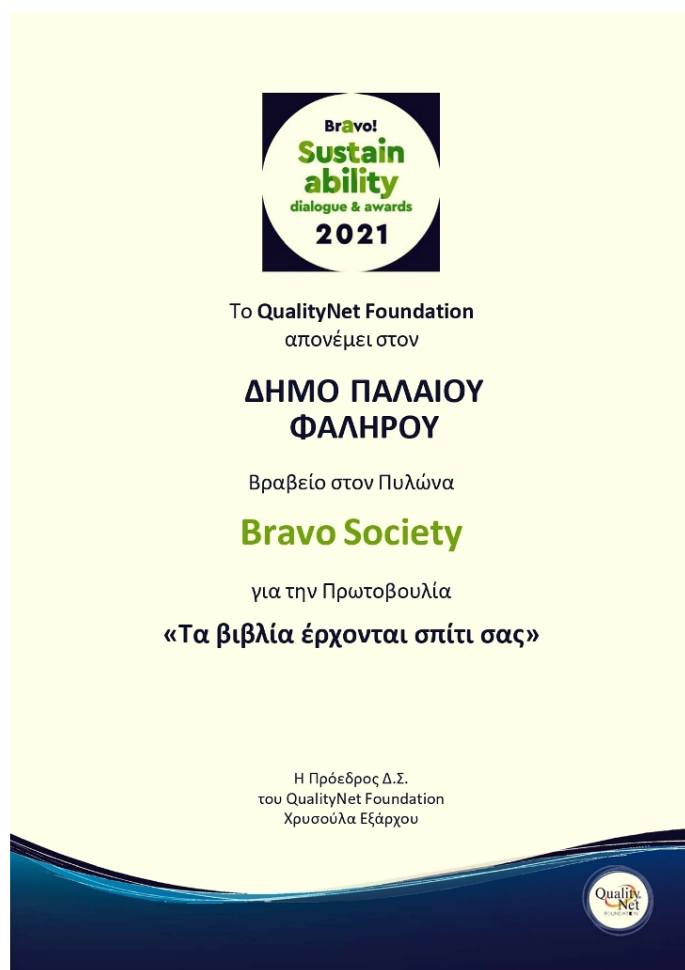 Bravo!
Sustain
ability
dialogue & awards
2021
Το QualityNet Foundation
απονέμει στον
ΔΗΜΟ ΠΑΛΑΙΟΥ
ΦΑΛΗΡΟΥ
Βραβείο στον Πυλώνα
Bravo Society
για την Πρωτοβουλία
«Τα βιβλία έρχονται σπίτι σας»
Η Πρόεδρος Δ.Σ.
του QualityNet Foundation
Χρυσούλα Εξάρχου
Quality
Net
FOUNDATION